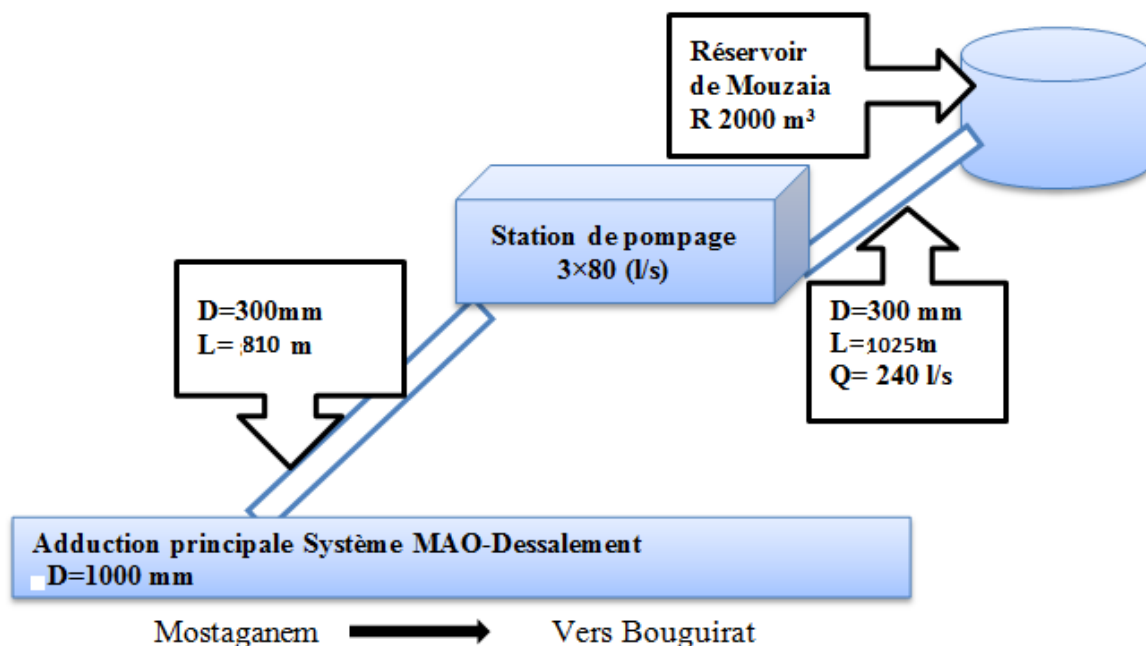 Réservoir
de Mouzaia
R 2000 m³
Station de pompage
3×80 (l/s)
D=300mm
L= 810 m
D=300 mm
L=1025m
Q= 240 l/s
Adduction principale Système MAO-Dessalement
D=1000 mm
Mostaganem Vers Bouguirat